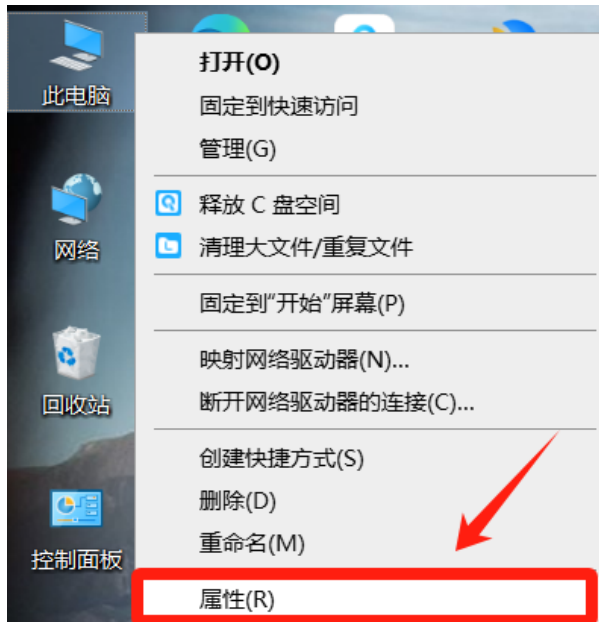 此电脑
网络
回收站
控制面板
打开(O)
固定到快速访问
管理(G)
释放 C 盘空间
清理大文件/重复文件
固定到"开始"屏幕(P)
映射网络驱动器(N)...
断开网络驱动器的连接(C)...
创建快捷方式(S)
删除(D)
重命名(M)
属性(R)